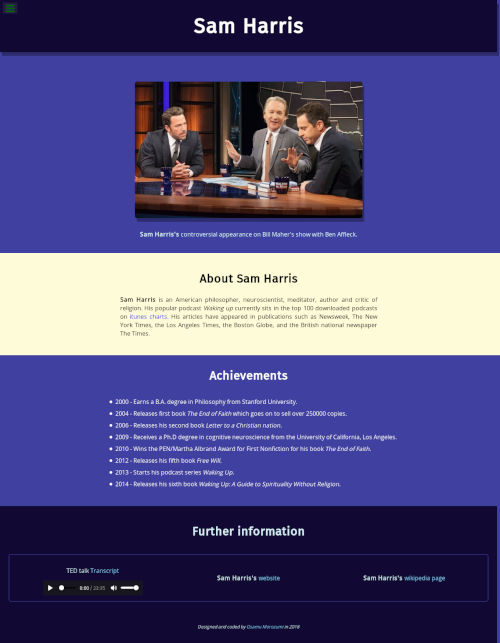 Sam Harris
Sam Harris's controversial appearance on Bill Maher's show with Ben Affleck.
About Sam Harris
Sam Harris is an American philosopher, neuroscientist, meditator, author and critic of
religion. His popular podcast Waking up currently sits in the top 100 downloaded podcasts
on itunes charts. His articles have appeared in publications such as Newsweek, The New
York Times, the Los Angeles Times, the Boston Globe, and the British national newspaper
The Times.
Achievements
2000 - Earns a B.A. degree in Philosophy from Stanford University.
2004 - Releases first book The End of Faith which goes on to sell over 250000 copies.
2006 - Releases his second book Letter to a Christian nation.
2009 - Receives a Ph.D degree in cognitive neuroscience from the University of California, Los Angeles.
2010 - Wins the PEN/Martha Albrand Award for First Nonfiction for his book The End of Faith.
2012 - Releases his fifth book Free Will.
2013 - Starts his podcast series Waking Up.
2014 - Releases his sixth book Waking Up: A Guide to Spirituality Without Religion.
Further information
TED talk Transcript
0:00 / 23:35
Sam Harris's website
Sam Harris's wikipedia page
Designed and coded by Osamu Morozumi in 2018